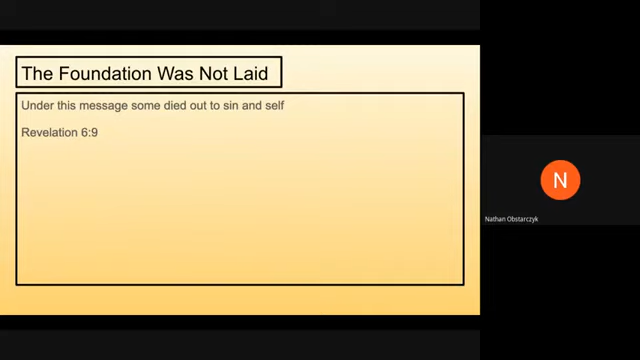 The Foundation Was Not Laid
Under this message some died out to sin and self
Revelation 6:9
N
Nathan Obstarczyk